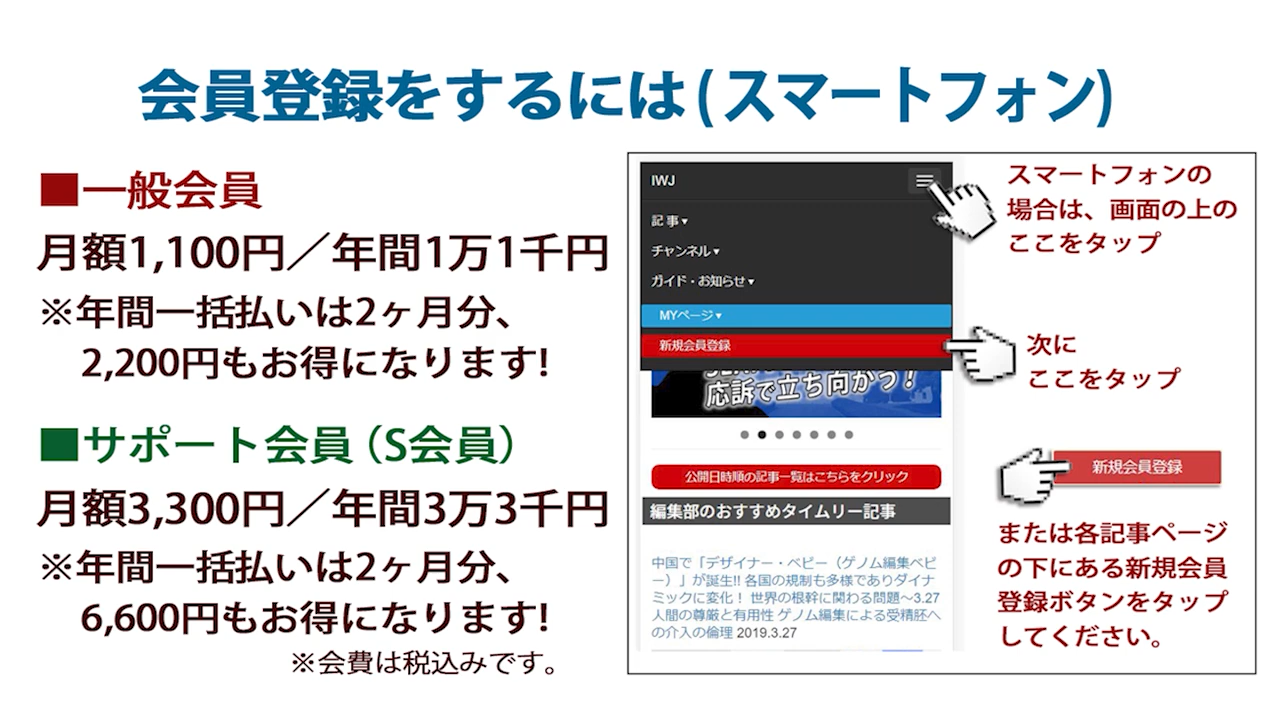 会員登録をするには(スマートフォン)
■一般会員
月額1,100円／年間1万1千円
※年間一括払いは2ヶ月分、
2,200円もお得になります!
■サポート会員（S会員）
月額3,300円／年間3万3千円
※年間一括払いは2ヶ月分、
6,600円もお得になります!
※会費は税込みです。
IWJ
記事▾
チャンネル▾
ガイド・お知らせ▾
MYページ▾
新規会員登録
応訴で立ち向かう！
公開日時順の記事一覧はこちらをクリック
編集部のおすすめタイムリー記事
中国で「デザイナー・ベビー（ゲノム編集ベビ
ー）」が誕生!! 各国の規制も多様でありダイナ
ミックに変化！ 世界の根幹に関わる問題～3.27
人間の尊厳と有用性 ゲノム編集による受精胚へ
の介入の倫理 2019.3.27
スマートフォンの
場合は、画面の上の
ここをタップ
次に
ここをタップ
新規会員登録
または各記事ページ
の下にある新規会員
登録ボタンをタップ
してください。